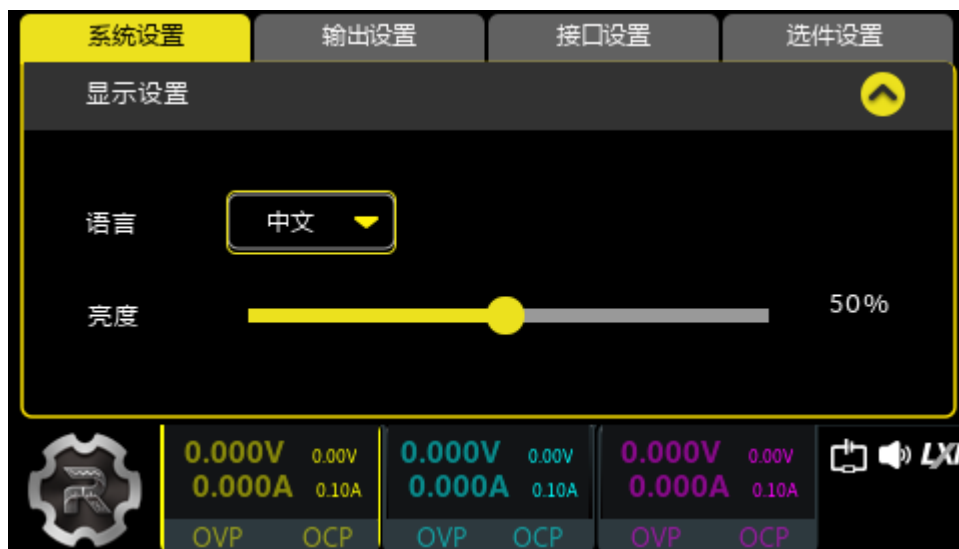 系统设置 输出设置 接口设置 选件设置
显示设置
语言 中文
亮度 50%
0.000V 0.00V 0.000V 0.00V 0.000V 0.00V
0.000A 0.10A 0.000A 0.10A 0.000A 0.10A
OVP OCP OVP OCP OVP OCP
LXI
R